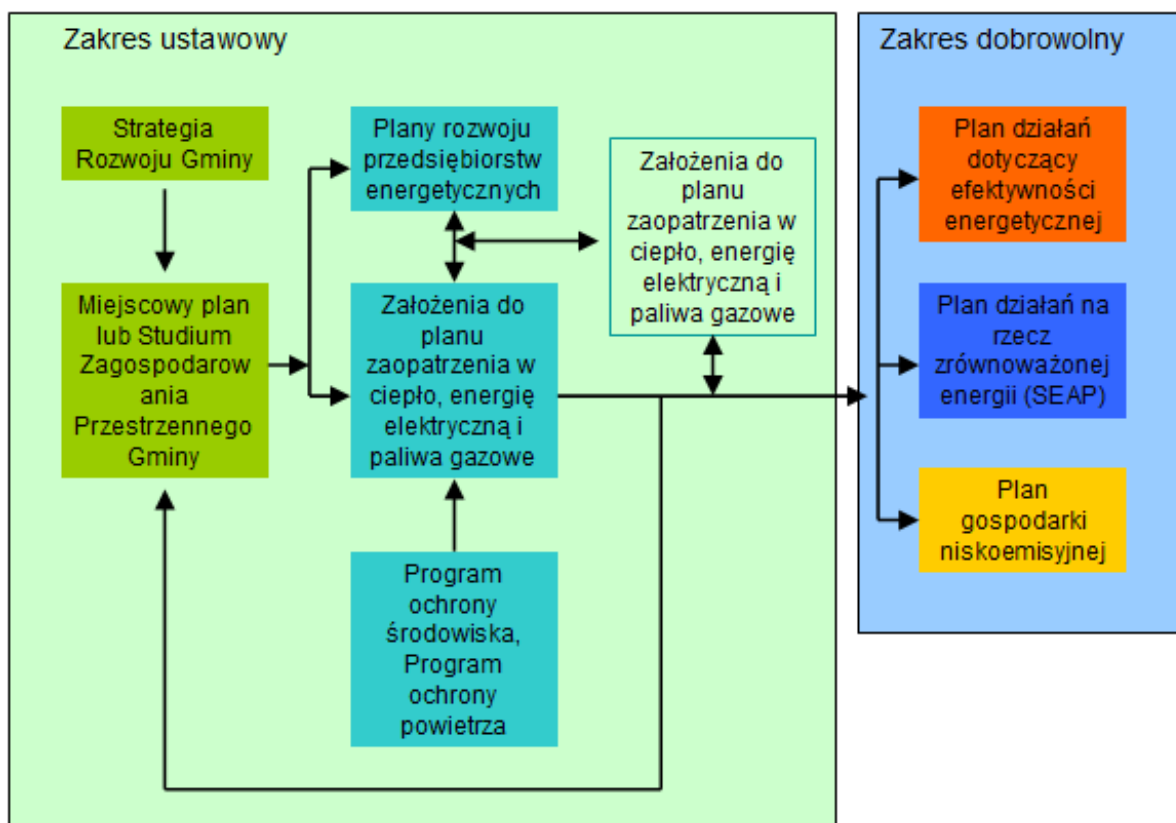 Zakres ustawowy
Strategia
Rozwoju Gminy
Miejscowy plan
lub Studium
Zagospodarow
ania
Przestrzennego
Gminy
Plany rozwoju
przedsiębiorstw
energetycznych
Założenia do
planu
zaopatrzenia w
ciepło, energię
elektryczną i
paliwa gazowe
Program
ochrony
środowiska,
Program
ochrony
powietrza
Założenia do
planu
zaopatrzenia w
ciepło, energię
elektryczną i
paliwa gazowe
Zakres dobrowolny
Plan działań
dotyczący
efektywności
energetycznej
Plan działań na
rzecz
zrównoważonej
energii (SEAP)
Plan
gospodarki
niskoemisyjnej